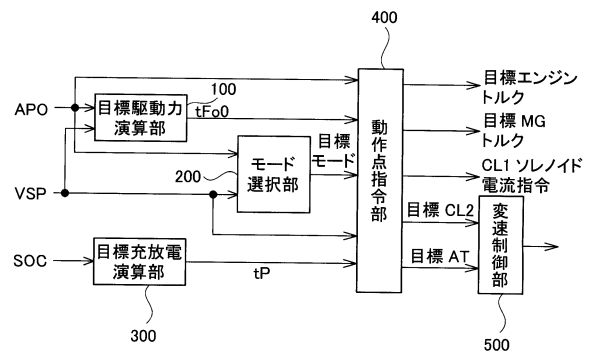 400
APO
目標駆動力
演算部
100
tFo0
目標エンジン
トルク
目標 MG
トルク
200
モード
選択部
目標
モード
動作点指令部
CL1 ソレノイド
電流指令
VSP
目標 CL2
変速制御部
SOC
目標充放電
演算部
tP
目標 AT
300
500